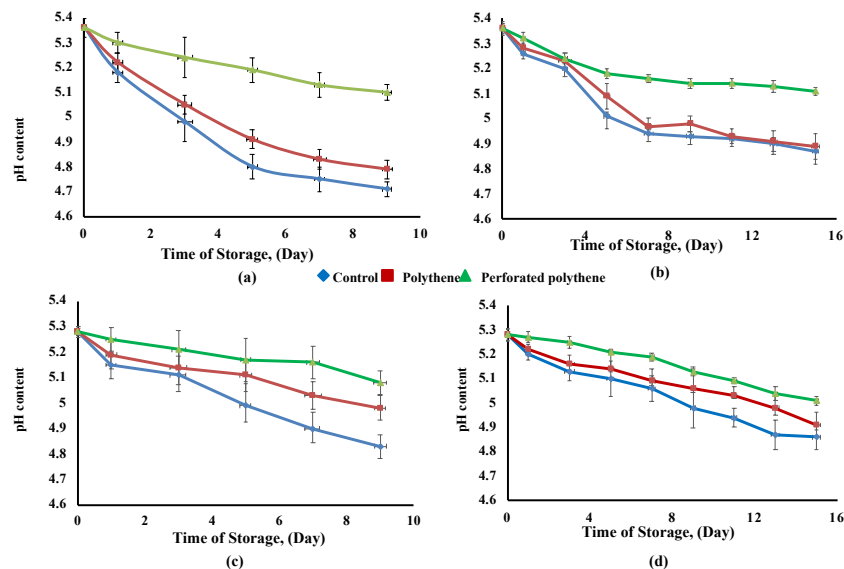 5.4
5.3
5.2
5.1
5
4.9
4.8
4.7
4.6
pH content
0 2 4 6 8 10
Time of Storage, (Day)
(a)
5.4
5.3
5.2
5.1
5
4.9
4.8
4.7
4.6
pH content
0 4 8 12 16
Time of Storage, (Day)
(b)
Control Polythene Perforated polythene
5.4
5.3
5.2
5.1
5
4.9
4.8
4.7
4.6
pH content
0 2 4 6 8 10
Time of Storage, (Day)
(c)
5.4
5.3
5.2
5.1
5
4.9
4.8
4.7
4.6
pH content
0 4 8 12 16
Time of Storage, (Day)
(d)